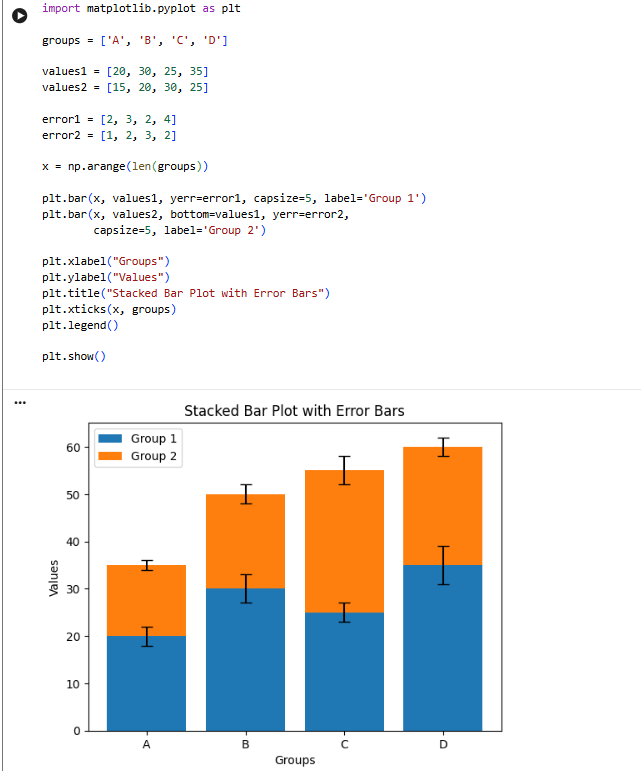 import matplotlib.pyplot as plt
groups = ['A', 'B', 'C', 'D']
values1 = [20, 30, 25, 35]
values2 = [15, 20, 30, 25]
error1 = [2, 3, 2, 4]
error2 = [1, 2, 3, 2]
x = np.arange(len(groups))
plt.bar(x, values1, yerr=error1, capsize=5, label='Group 1')
plt.bar(x, values2, bottom=values1, yerr=error2,
capsize=5, label='Group 2')
plt.xlabel("Groups")
plt.ylabel("Values")
plt.title("Stacked Bar Plot with Error Bars")
plt.xticks(x, groups)
plt.legend()
plt.show()
Stacked Bar Plot with Error Bars
Group 1
Group 2
60
50
40
30
20
10
0
Values
A B C D
Groups